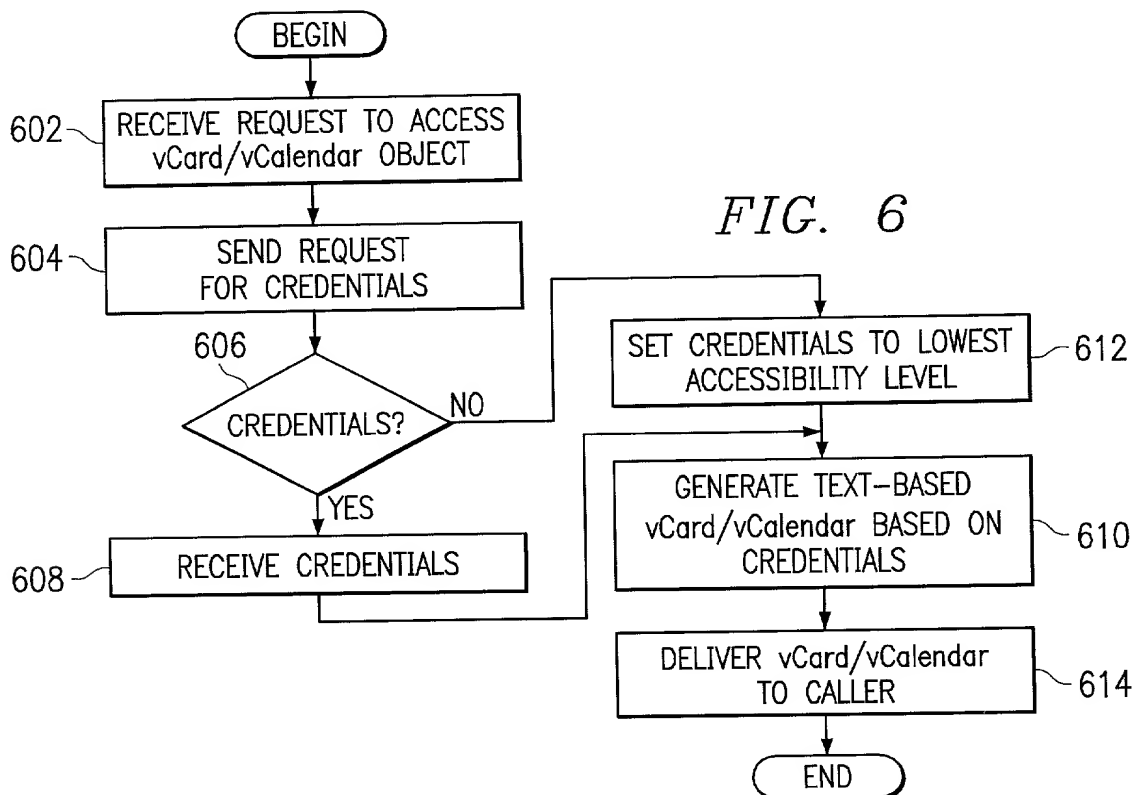 BEGIN
602
RECEIVE REQUEST TO ACCESS
vCard/vCalendar OBJECT
604
SEND REQUEST
FOR CREDENTIALS
606
CREDENTIALS?
NO
YES
608
RECEIVE CREDENTIALS
FIG. 6
SET CREDENTIALS TO LOWEST
ACCESSIBILITY LEVEL
612
GENERATE TEXT-BASED
vCard/vCalendar BASED ON
CREDENTIALS
610
DELIVER vCard/vCalendar
TO CALLER
614
END